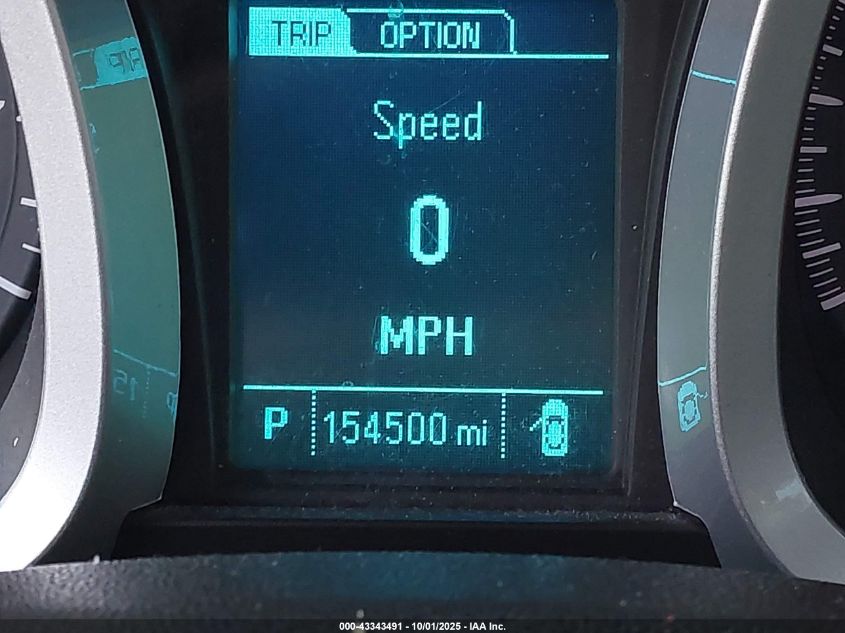 TRIP OPTION
Speed
0
MPH
P 154500 mi
000-43343491 - 10/01/2025 - IAA Inc.